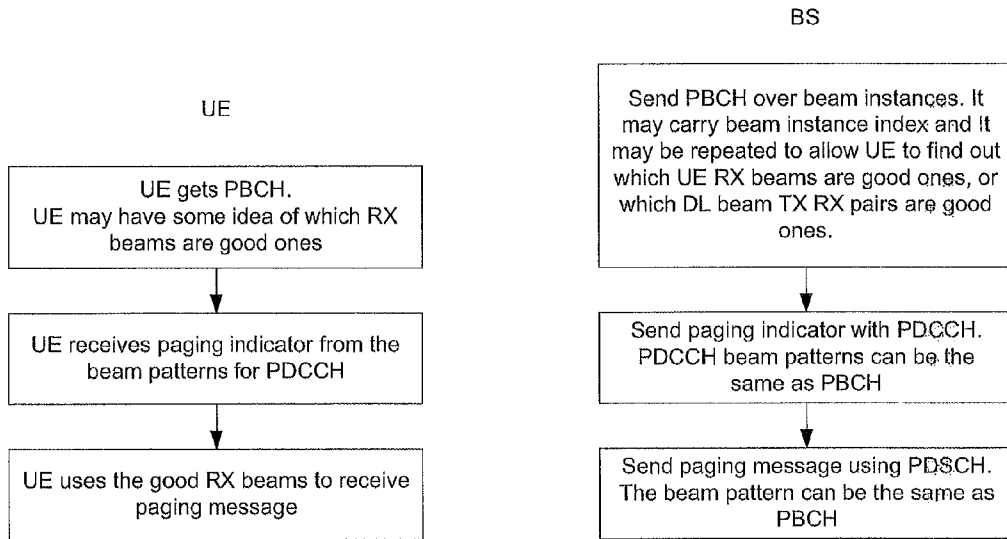 UE
UE gets PBCH.
UE may have some idea of which RX
beams are good ones
UE receives paging indicator from the
beam patterns for PDCCH
UE uses the good RX beams to receive
paging message
BS
Send PBCH over beam instances. It
may carry beam instance index and It
may be repeated to allow UE to find out
which UE RX beams are good ones, or
which DL beam TX RX pairs are good
ones.
Send paging indicator with PDCCH.
PDCCH beam patterns can be the
same as PBCH
Send paging message using PDSCH.
The beam pattern can be the same as
PBCH